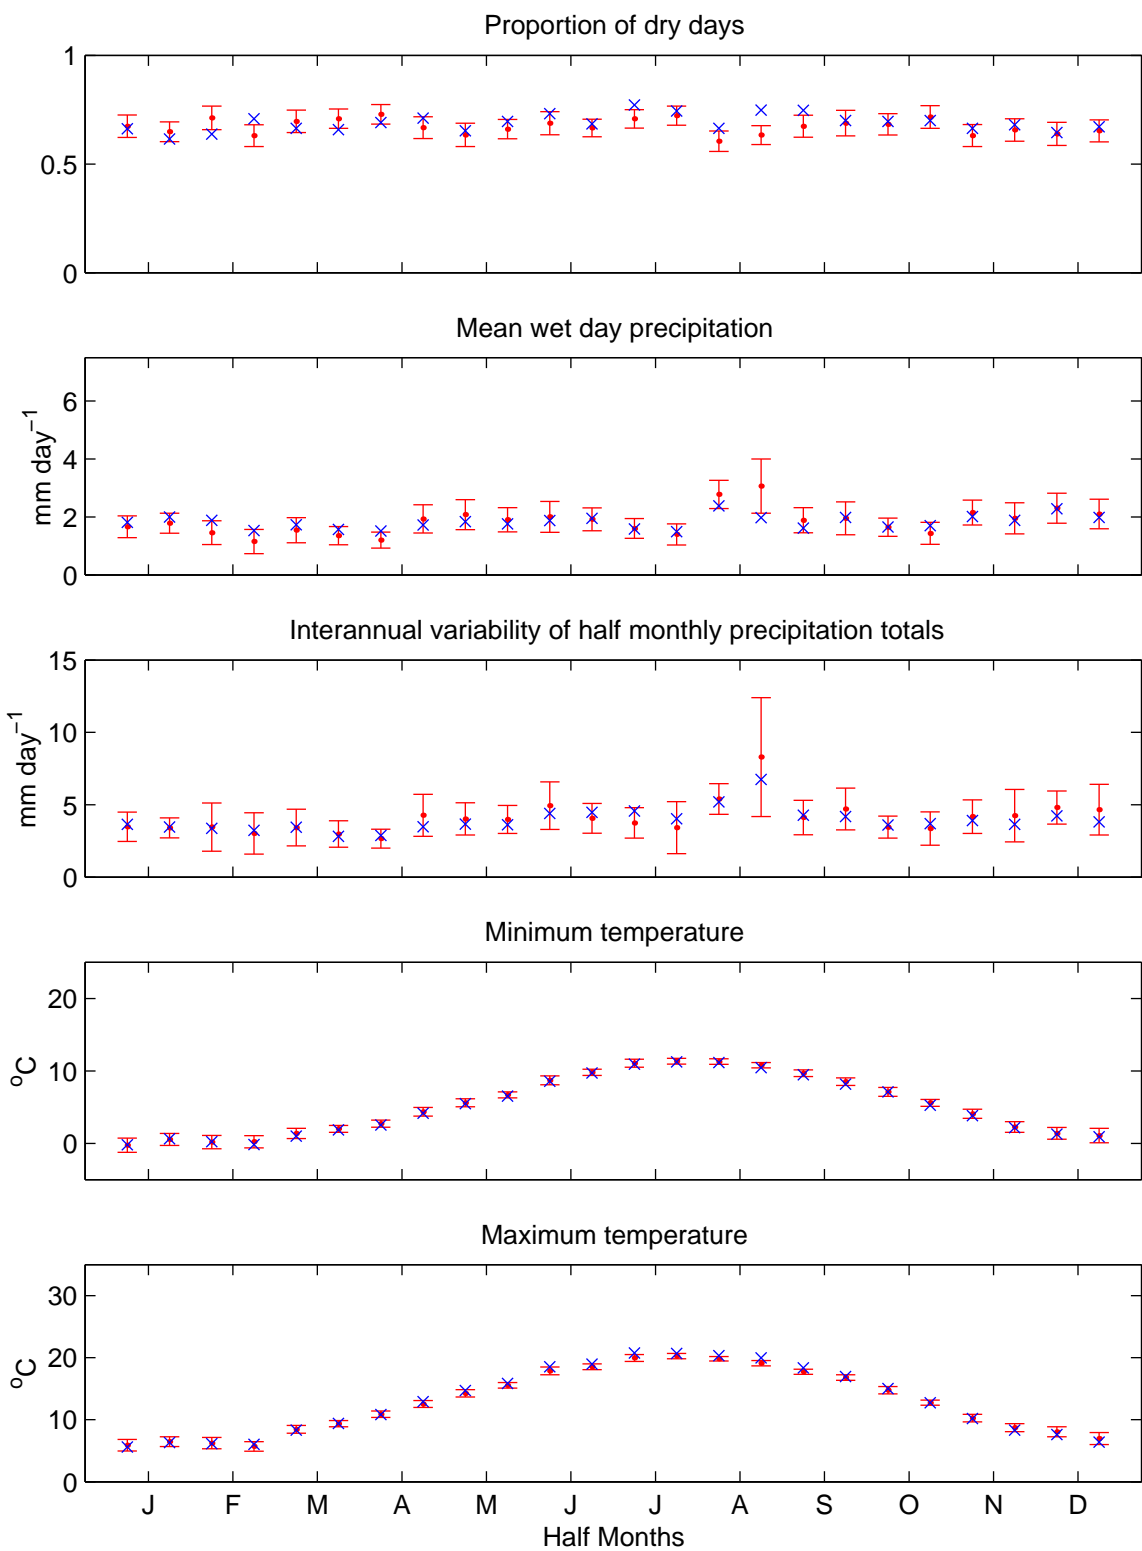 Proportion of dry days
1
0.5
0
Mean wet day precipitation
6
4
2
0
mm day⁻¹
Interannual variability of half monthly precipitation totals
15
10
5
0
mm day⁻¹
Minimum temperature
20
10
0
ºC
Maximum temperature
30
20
10
0
ºC
J F M A M J J A S O N D
Half Months